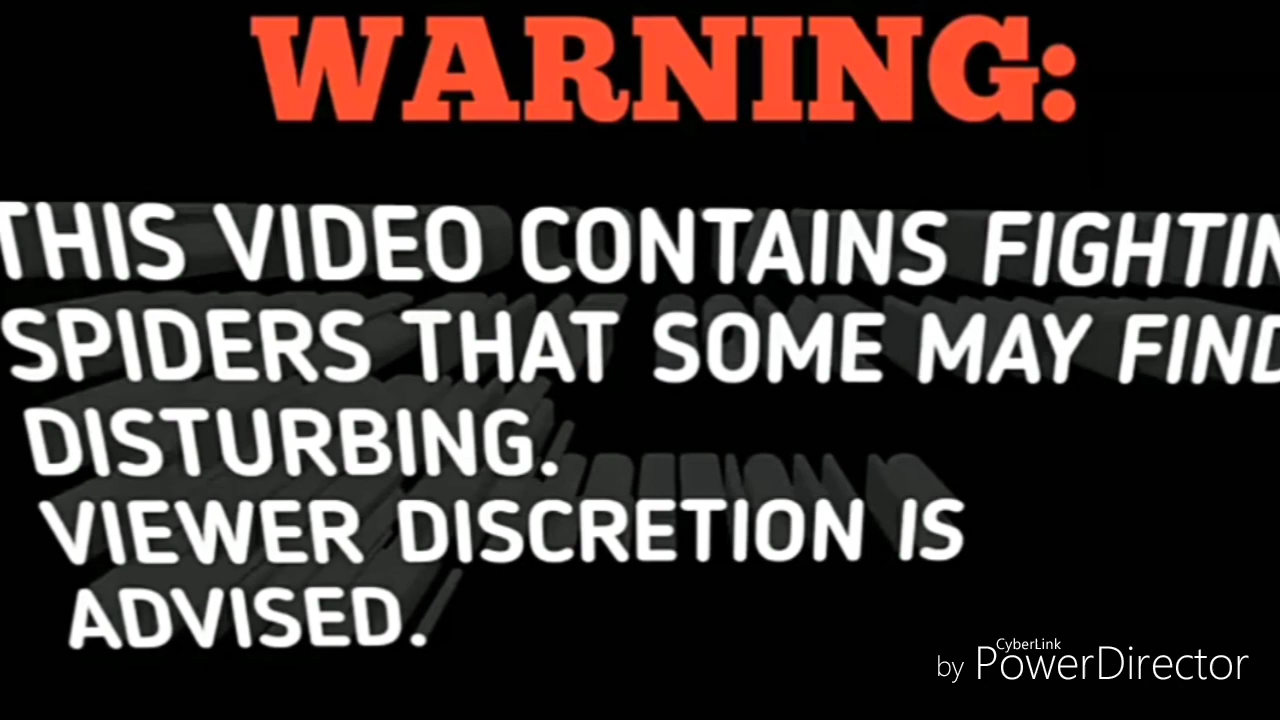 WARNING:
THIS VIDEO CONTAINS FIGHTIN
SPIDERS THAT SOME MAY FIND
DISTURBING.
VIEWER DISCRETION IS
ADVISED.
CyberLink
by PowerDirector